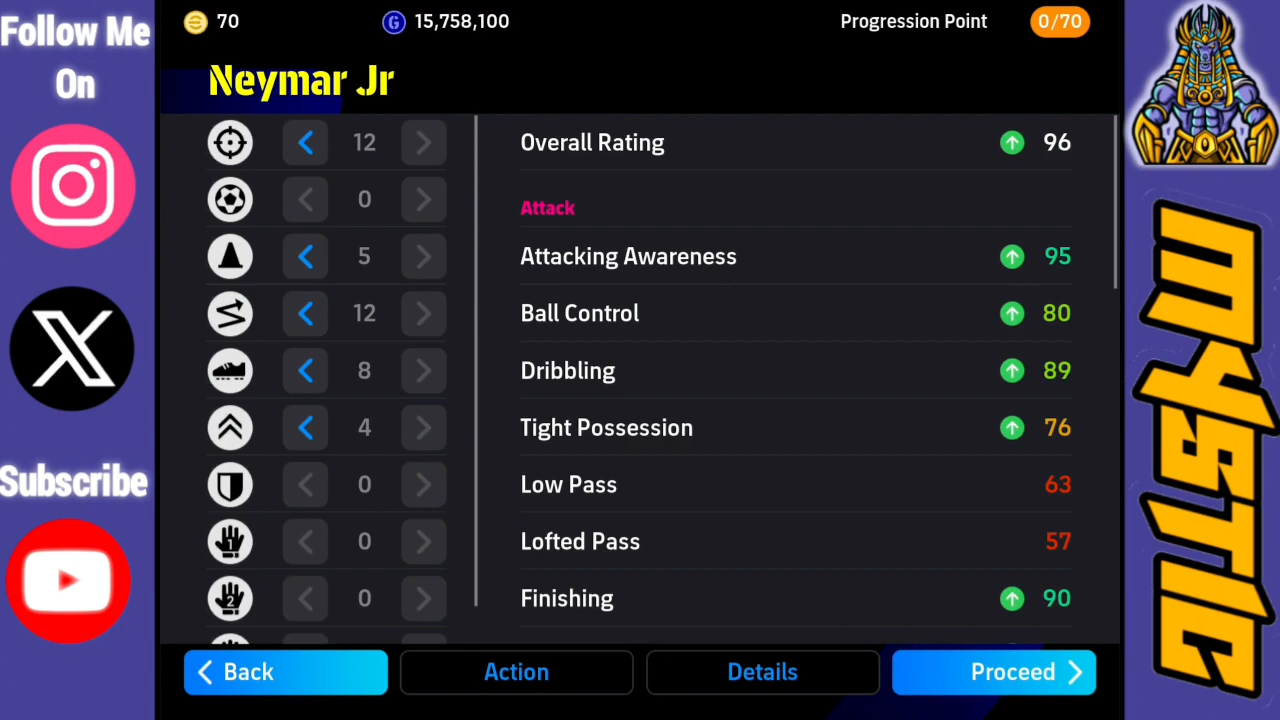 Follow Me
On
Subscribe
70
15,758,100
Progression Point
0/70
Neymar Jr
12
0
5
12
8
4
0
1
0
2
0
Overall Rating 96
Attack
Attacking Awareness 95
Ball Control 80
Dribbling 89
Tight Possession 76
Low Pass 63
Lofted Pass 57
Finishing 90
Back
Action
Details
Proceed
MYSTIC